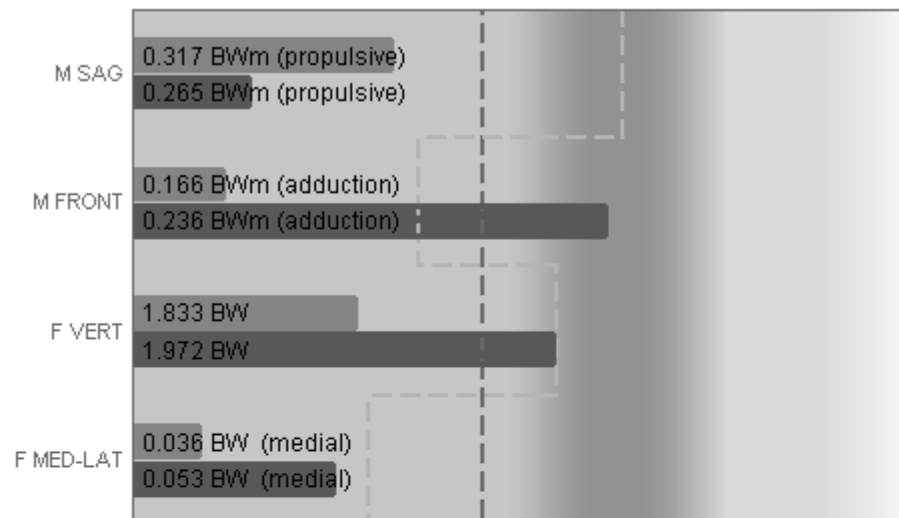 M SAG
0.317 BWm (propulsive)
0.265 BWm (propulsive)
M FRONT
0.166 BWm (adduction)
0.236 BWm (adduction)
F VERT
1.833 BW
1.972 BW
F MED-LAT
0.036 BW (medial)
0.053 BW (medial)